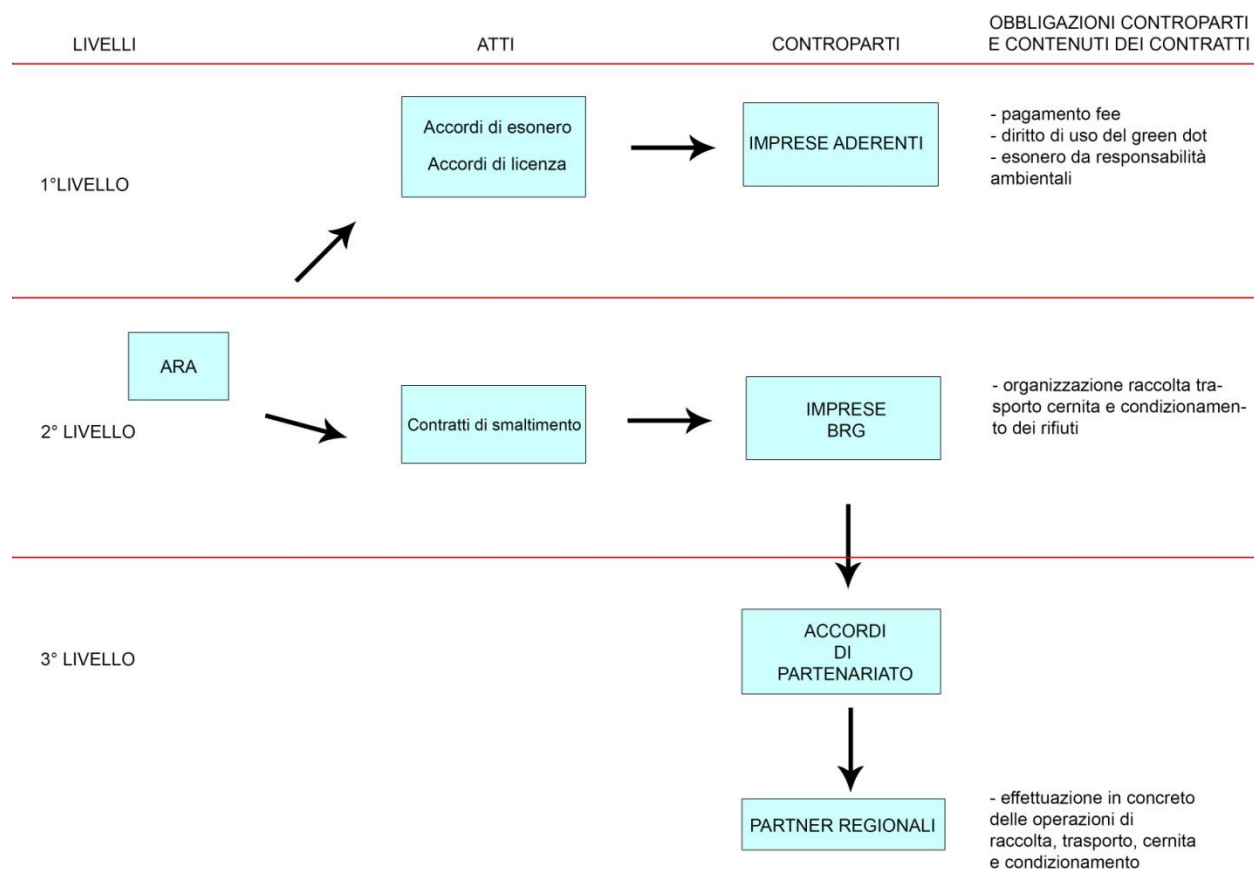 LIVELLI
ATTI
CONTROPARTI
OBBLIGAZIONI CONTROPARTI
E CONTENUTI DEI CONTRATTI
1°LIVELLO
Accordi di esonero
Accordi di licenza
IMPRESE ADERENTI
- pagamento fee
- diritto di uso del green dot
- esonero da responsabilità
ambientali
ARA
2° LIVELLO
Contratti di smaltimento
IMPRESE
BRG
- organizzazione raccolta tra-
sporto cernita e condizionamen-
to dei rifiuti
3° LIVELLO
ACCORDI
DI
PARTENARIATO
PARTNER REGIONALI
- effettuazione in concreto
delle operazioni di
raccolta, trasporto, cernita
e condizionamento